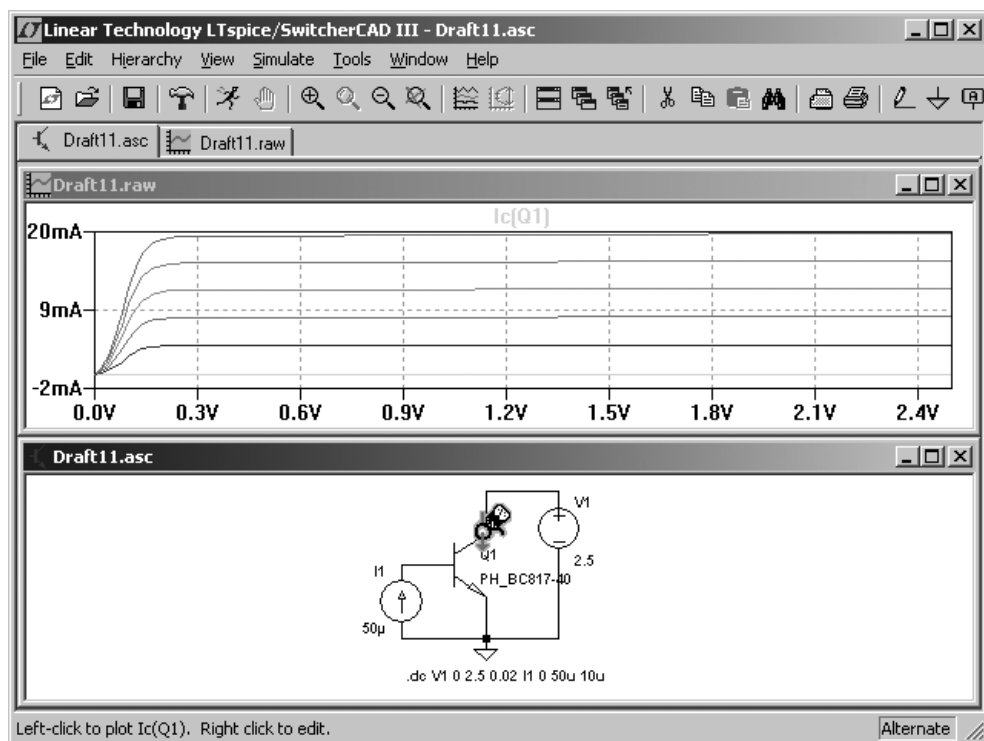 Linear Technology LTspice/SwitcherCAD III - Draft11.asc
File Edit Hierarchy View Simulate Tools Window Help
Draft11.asc Draft11.raw
Draft11.raw
Ic(Q1)
20mA
9mA
-2mA
0.0V 0.3V 0.6V 0.9V 1.2V 1.5V 1.8V 2.1V 2.4V
Draft11.asc
V1
Q1
2.5
I1
PH_BC817-40
50µ
.dc V1 0 2.5 0.02 I1 0 50u 10u
Left-click to plot Ic(Q1). Right click to edit.
Alternate